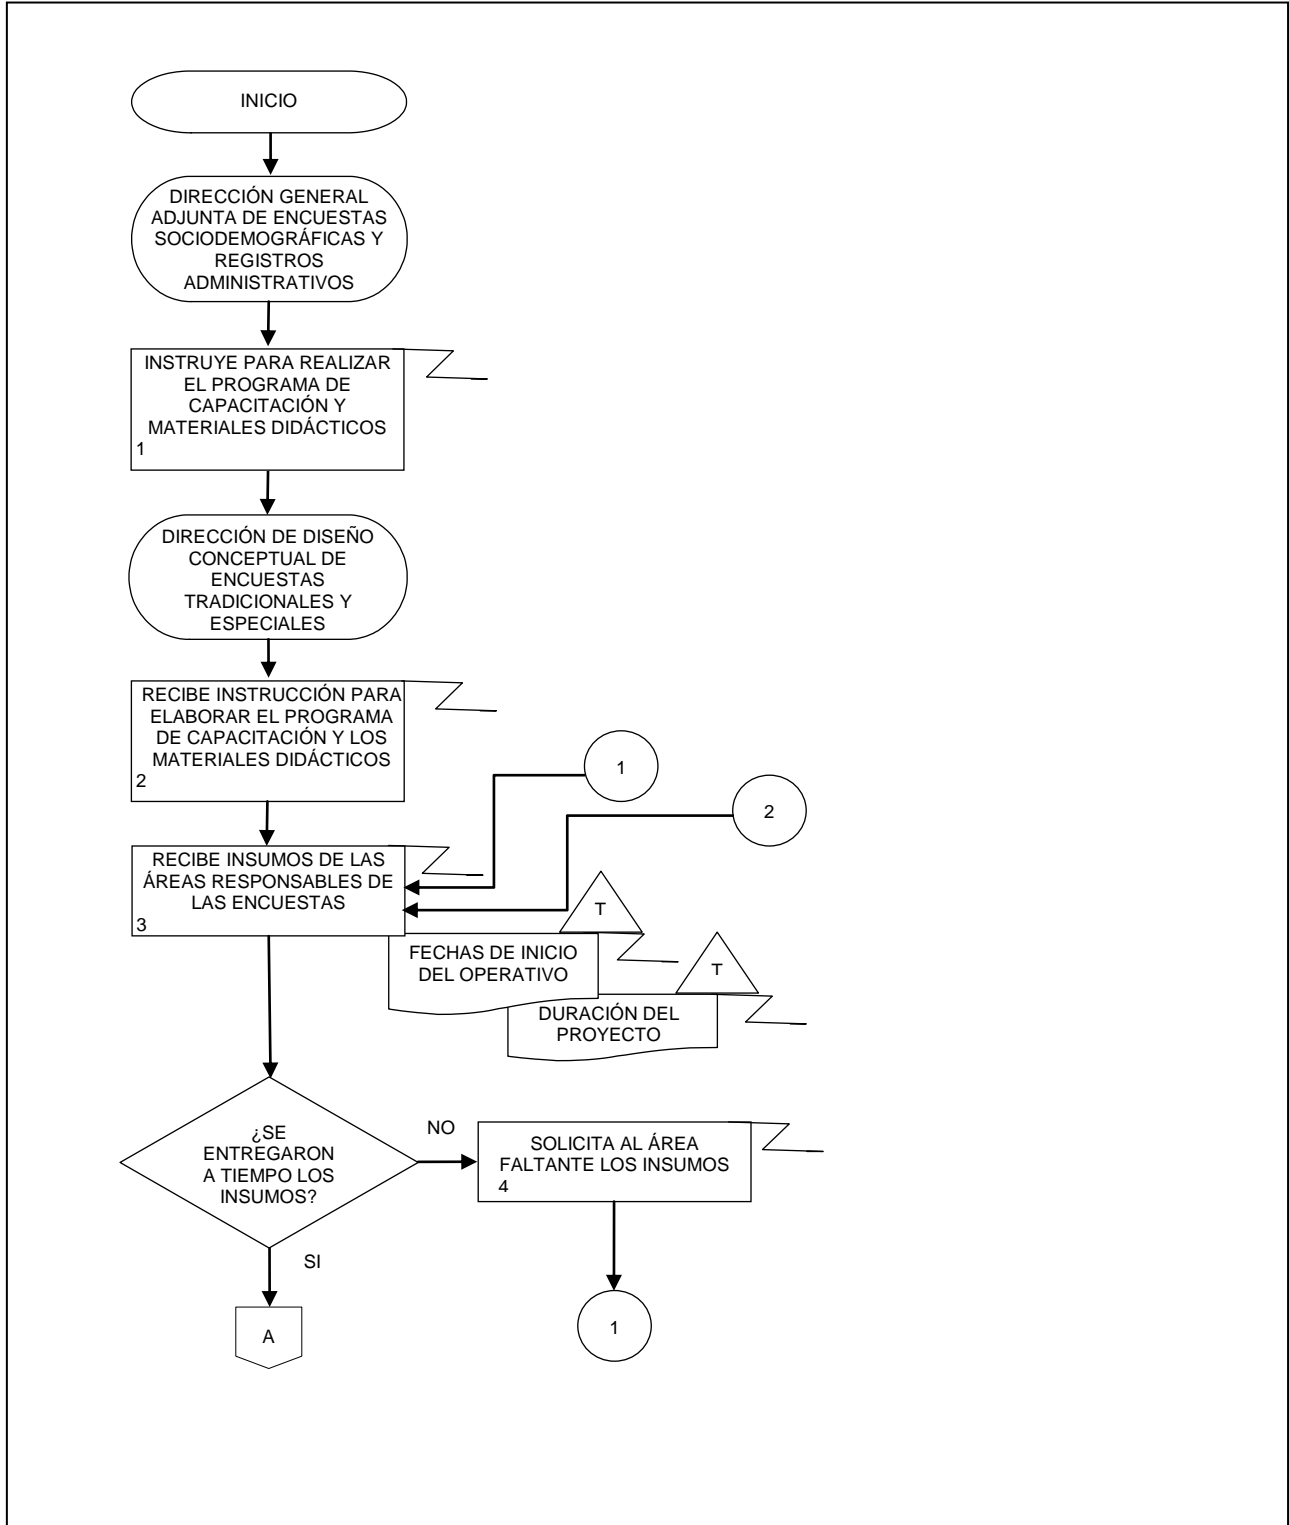 INICIO
DIRECCIÓN GENERAL
ADJUNTA DE ENCUESTAS
SOCIODEMOGRÁFICAS Y
REGISTROS
ADMINISTRATIVOS
INSTRUYE PARA REALIZAR
EL PROGRAMA DE
CAPACITACIÓN Y
MATERIALES DIDÁCTICOS
1
DIRECCIÓN DE DISEÑO
CONCEPTUAL DE
ENCUESTAS
TRADICIONALES Y
ESPECIALES
RECIBE INSTRUCCIÓN PARA
ELABORAR EL PROGRAMA
DE CAPACITACIÓN Y LOS
MATERIALES DIDÁCTICOS
2
1
2
RECIBE INSUMOS DE LAS
ÁREAS RESPONSABLES DE
LAS ENCUESTAS
3
T
FECHAS DE INICIO
DEL OPERATIVO
T
DURACIÓN DEL
PROYECTO
¿SE
ENTREGARON
A TIEMPO LOS
INSUMOS?
NO
SOLICITA AL ÁREA
FALTANTE LOS INSUMOS
4
SI
A
1